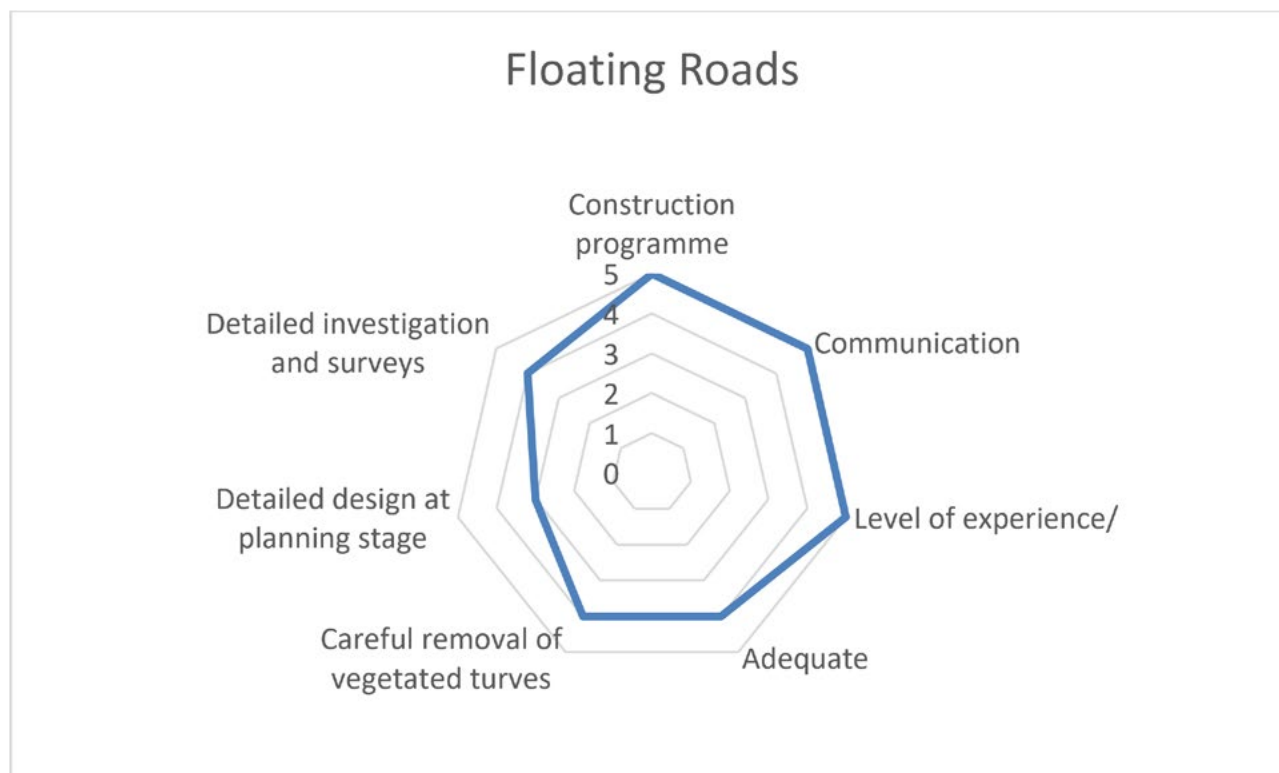 Floating Roads
Construction
programme
5
4
3
2
1
0
Communication
Level of experience/
Adequate
Careful removal of
vegetated turves
Detailed design at
planning stage
Detailed investigation
and surveys